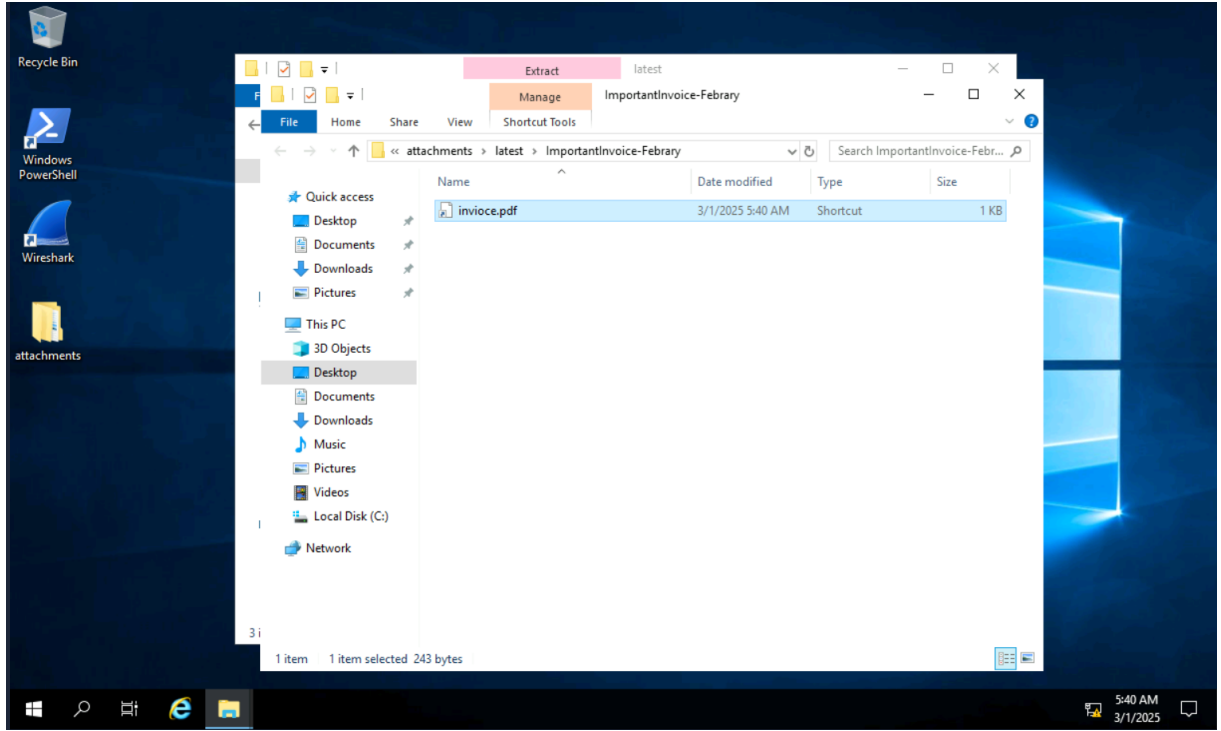 Recycle Bin
Windows
PowerShell
Wireshark
attachments
Extract
latest
F
Manage
ImportantInvoice-Febrary
File Home Share View Shortcut Tools
« attachments › latest › ImportantInvoice-Febrary
Search ImportantInvoice-Febr...
Name Date modified Type Size
invioce.pdf 3/1/2025 5:40 AM Shortcut 1 KB
Quick access
Desktop
Documents
Downloads
Pictures
This PC
3D Objects
Desktop
Documents
Downloads
Music
Pictures
Videos
Local Disk (C:)
Network
3 i
1 item 1 item selected 243 bytes
5:40 AM
3/1/2025